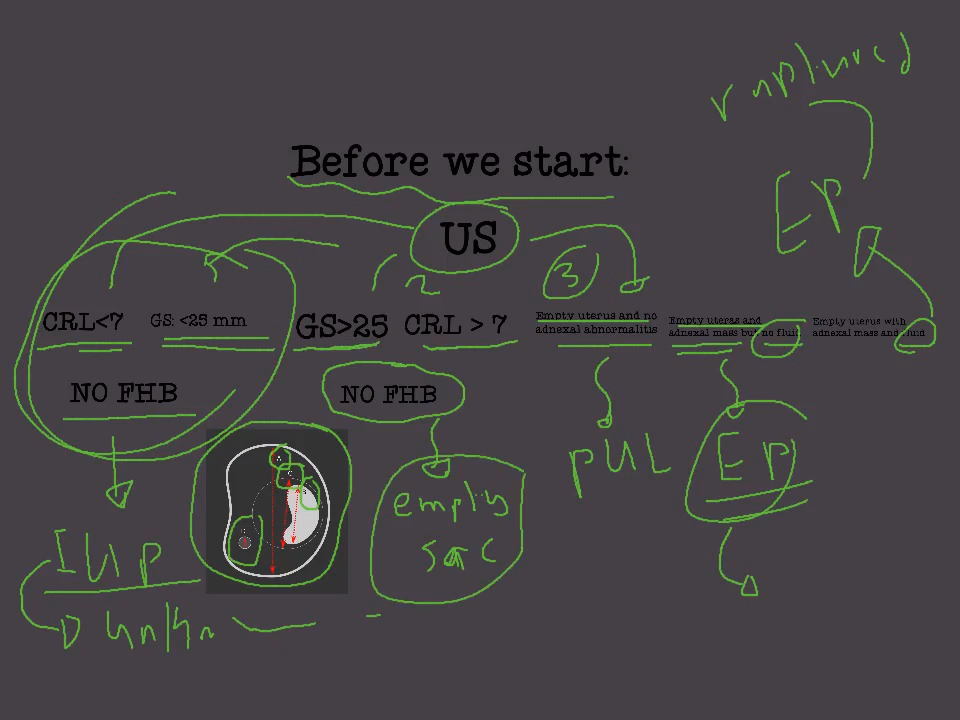 ruptured
Before we start:
EP
US
2
3
CRL<7 GS: <25 mm
GS>25 CRL > 7
Empty uterus and no
adnexal abnormalitis
Empty uterus and
adnexal mass but no fluid
Empty uterus with
adnexal mass and fluid
NO FHB
NO FHB
PUL
EP
empty
sac
IUP